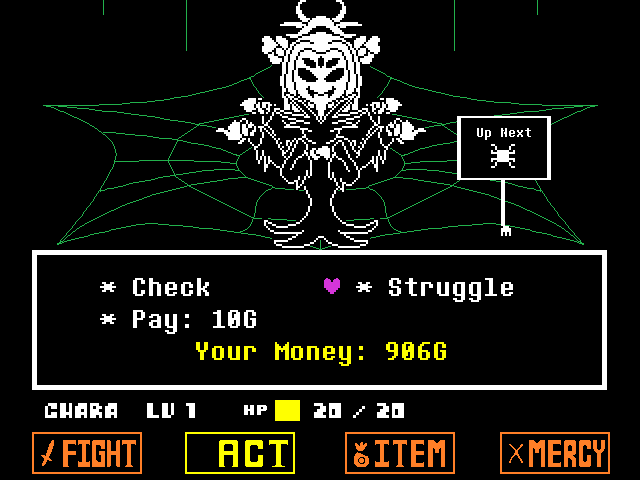 Up Next
* Check
* Struggle
* Pay: 10G
Your Money: 906G
CHARA LV 1 HP 20 / 20
FIGHT
ACT
ITEM
MERCY